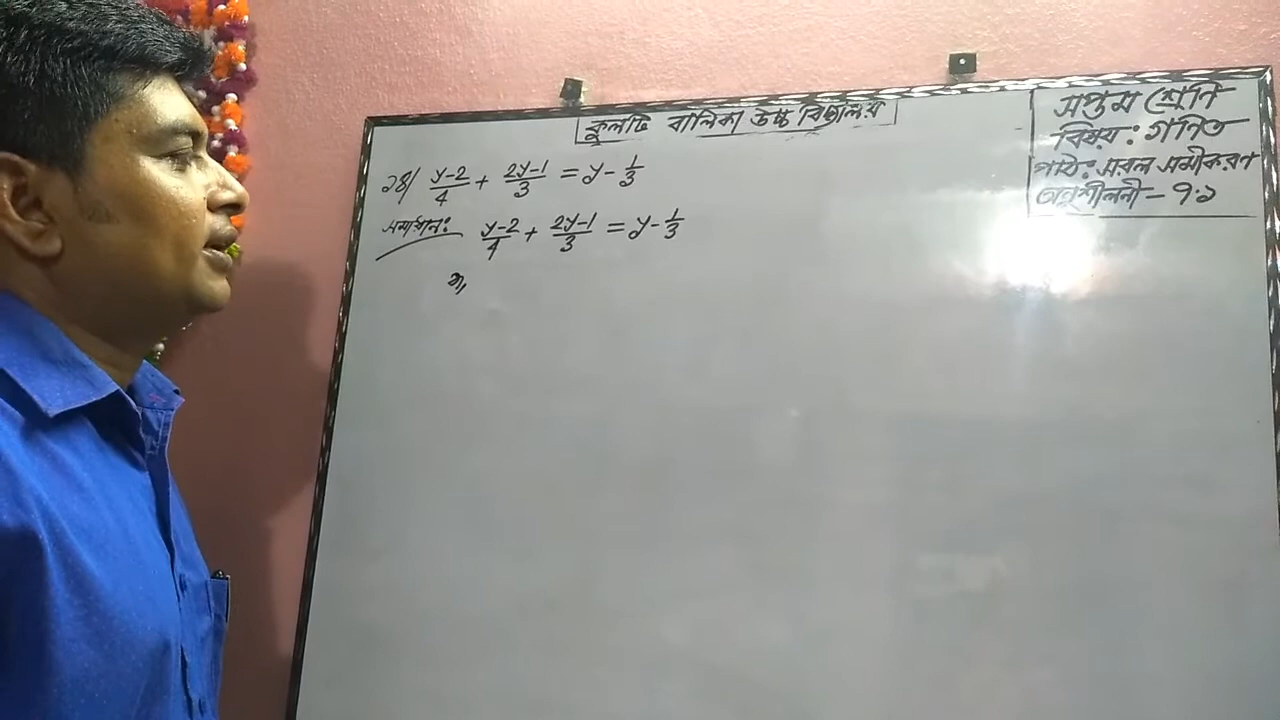 কুলটি বালিকা উচ্চ বিদ্যালয়
সপ্তম শ্রেণি
বিষয়: গণিত
পাঠ: সরল সমীকরণ
অনুশীলনী – ৭.১
১৪/ y-2/4 + 2y-1/3 = y - 1/3
সমাধান: y-2/4 + 2y-1/3 = y - 1/3
বা,